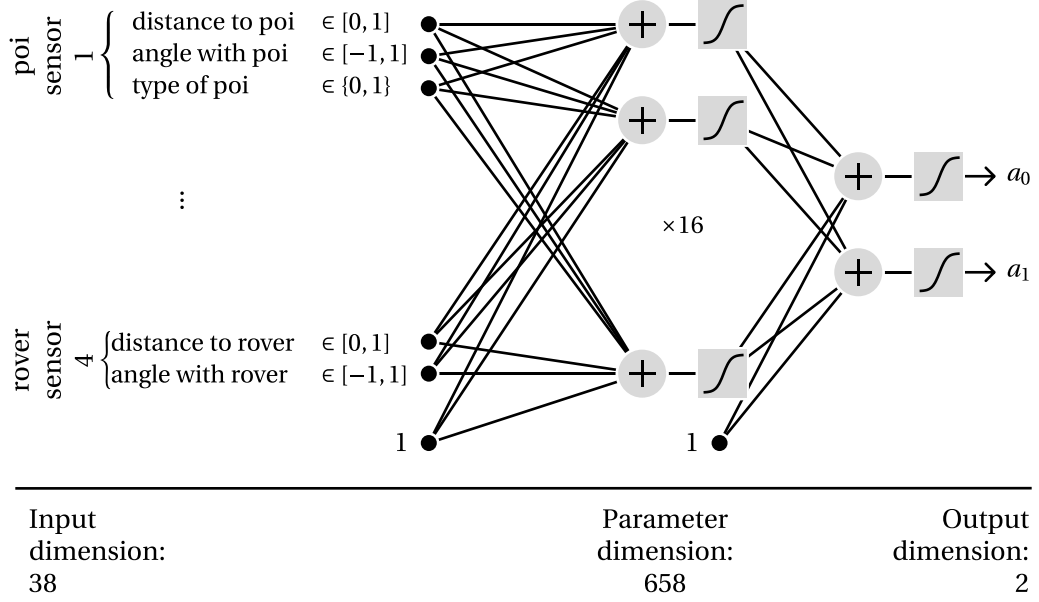 poi
sensor
1
distance to poi ∈ [0, 1]
angle with poi ∈ [−1, 1]
type of poi ∈ {0, 1}
⋮
×16
a0
a1
rover
sensor
4
distance to rover ∈ [0, 1]
angle with rover ∈ [−1, 1]
1
1
Input
dimension:
38
Parameter
dimension:
658
Output
dimension:
2